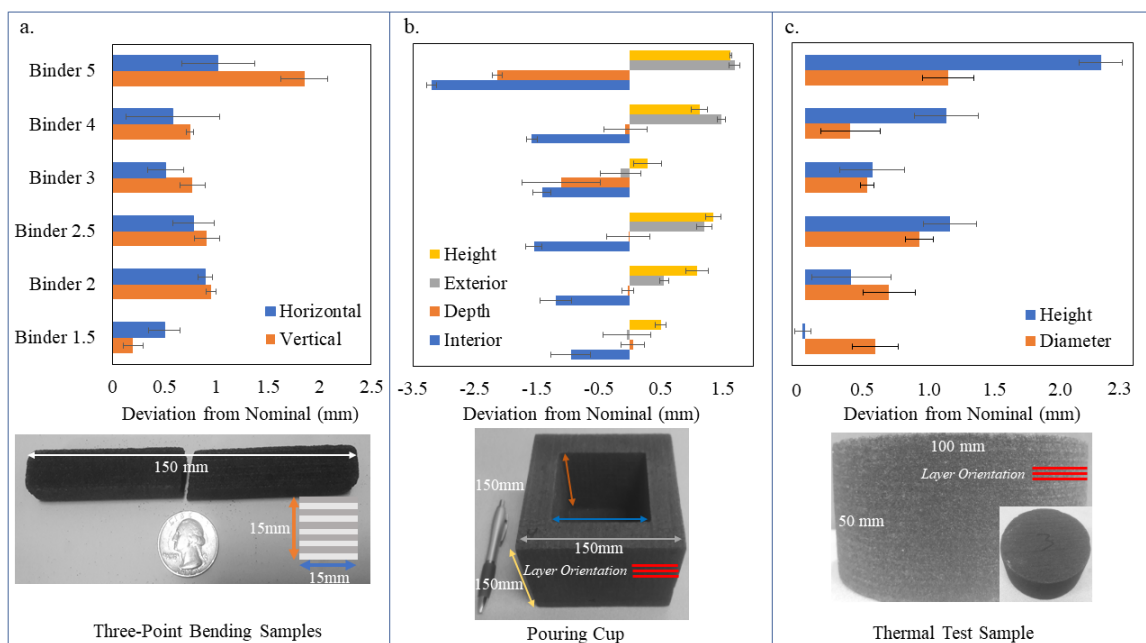 a.
Binder 5
Binder 4
Binder 3
Binder 2.5
Binder 2
Binder 1.5
Horizontal
Vertical
0 0.5 1 1.5 2 2.5
Deviation from Nominal (mm)
150 mm
15mm
15mm
Three-Point Bending Samples
b.
Height
Exterior
Depth
Interior
-3.5 -2.5 -1.5 -0.5 0.5 1.5
Deviation from Nominal (mm)
150mm
150mm
150mm
Layer Orientation
Pouring Cup
c.
Height
Diameter
0 1.0 2.0 2.3
Deviation from Nominal (mm)
100 mm
Layer Orientation
50 mm
3
Thermal Test Sample